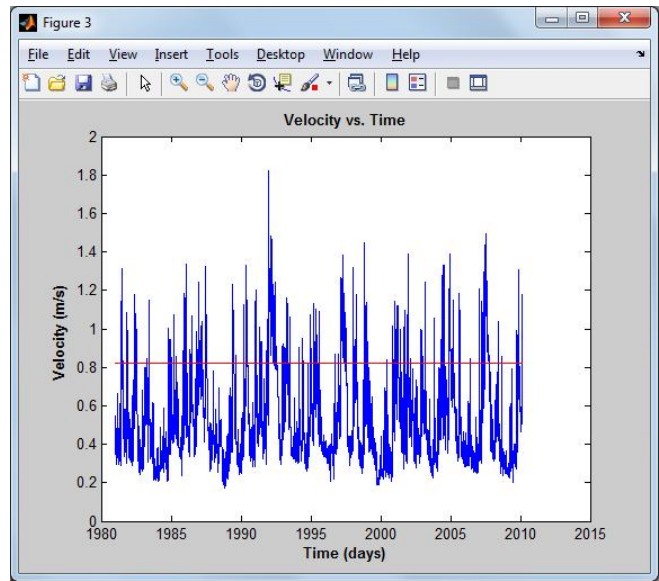 Figure 3
File Edit View Insert Tools Desktop Window Help
Velocity vs. Time
2
1.8
1.6
1.4
1.2
1
0.8
0.6
0.4
0.2
0
Velocity (m/s)
1980 1985 1990 1995 2000 2005 2010 2015
Time (days)